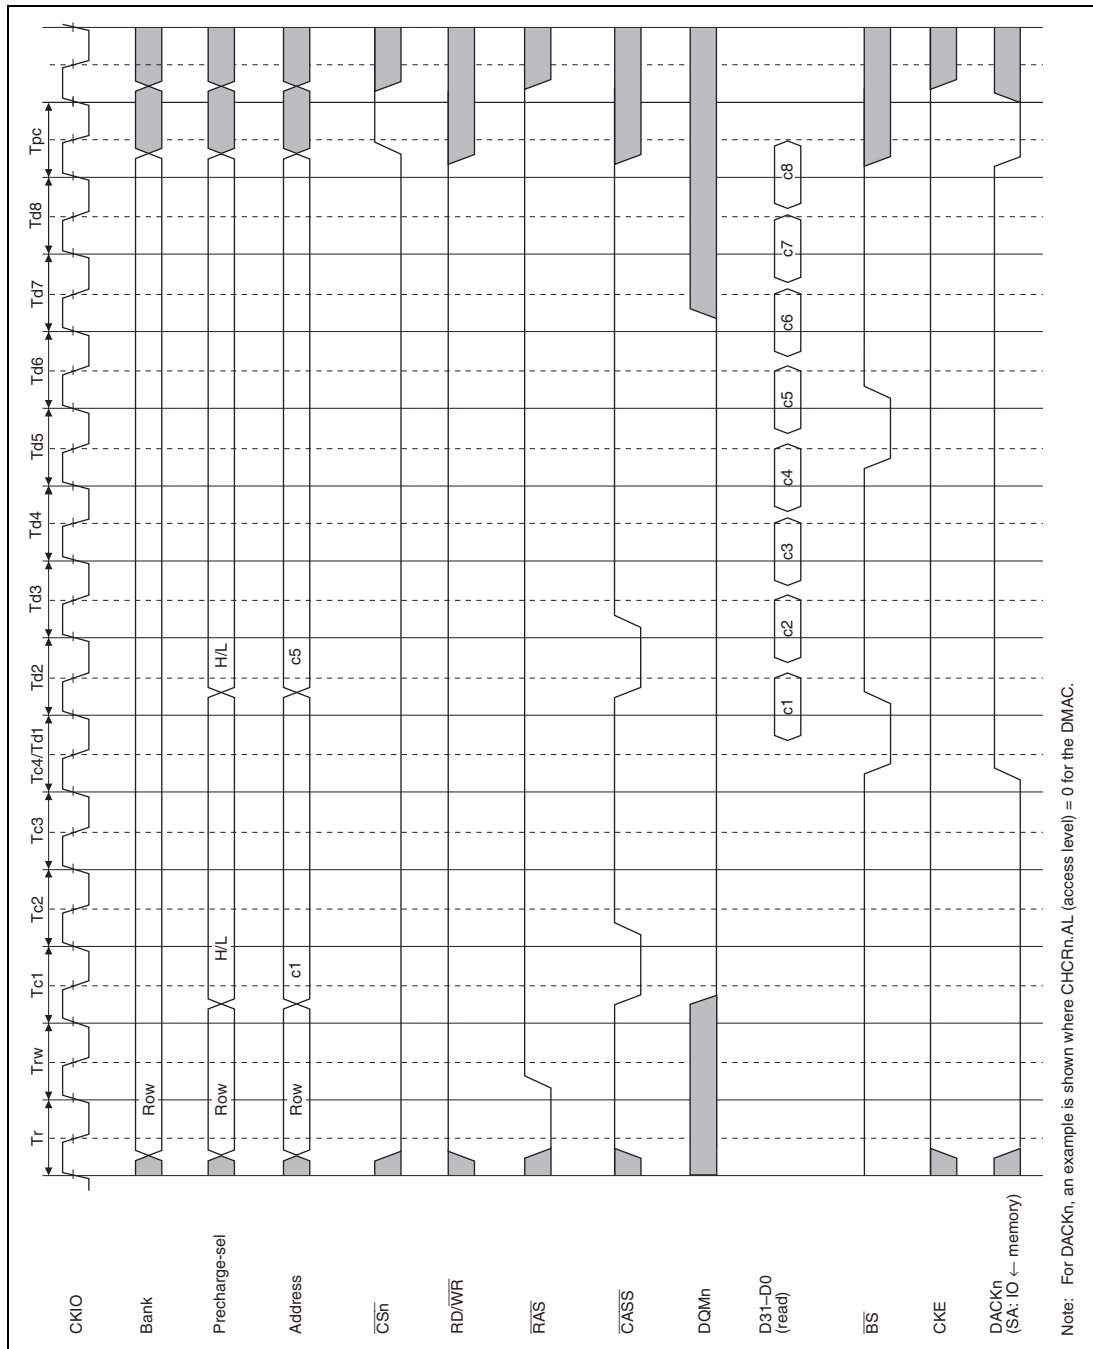 Tr Trw Tc1 Tc2 Tc3 Tc4/Td1 Td2 Td3 Td4 Td5 Td6 Td7 Td8 Tpc
CKIO
Bank Row
Precharge-sel Row H/L H/L
Address Row c1 c5
CSn
RD/WR
RAS
CASS
DQMn
D31–D0
(read)
c1 c2 c3 c4 c5 c6 c7 c8
BS
CKE
DACKn
(SA: IO ← memory)
Note: For DACKn, an example is shown where CHCRn.AL (access level) = 0 for the DMAC.